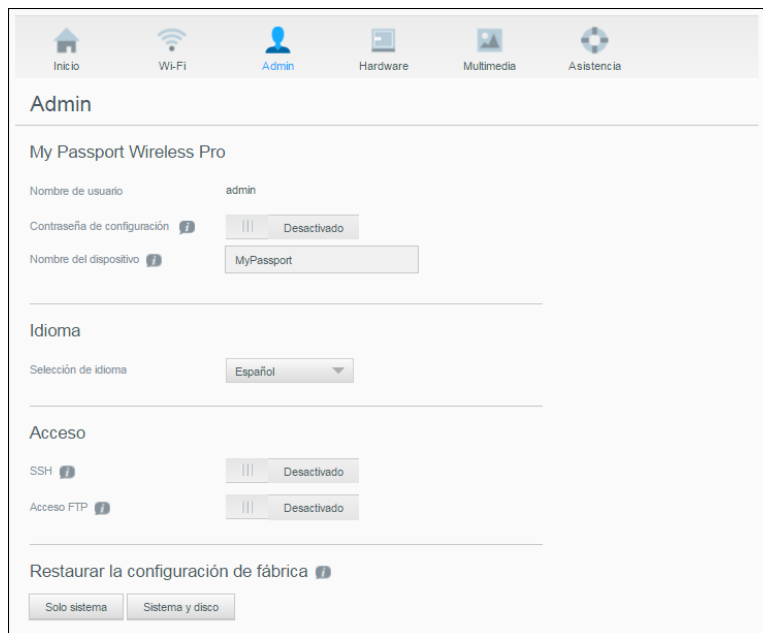 Inicio Wi-Fi Admin Hardware Multimedia Asistencia
Admin
My Passport Wireless Pro
Nombre de usuario admin
Contraseña de configuración i Desactivado
Nombre del dispositivo i MyPassport
Idioma
Selección de idioma Español
Acceso
SSH i Desactivado
Acceso FTP i Desactivado
Restaurar la configuración de fábrica i
Solo sistema Sistema y disco